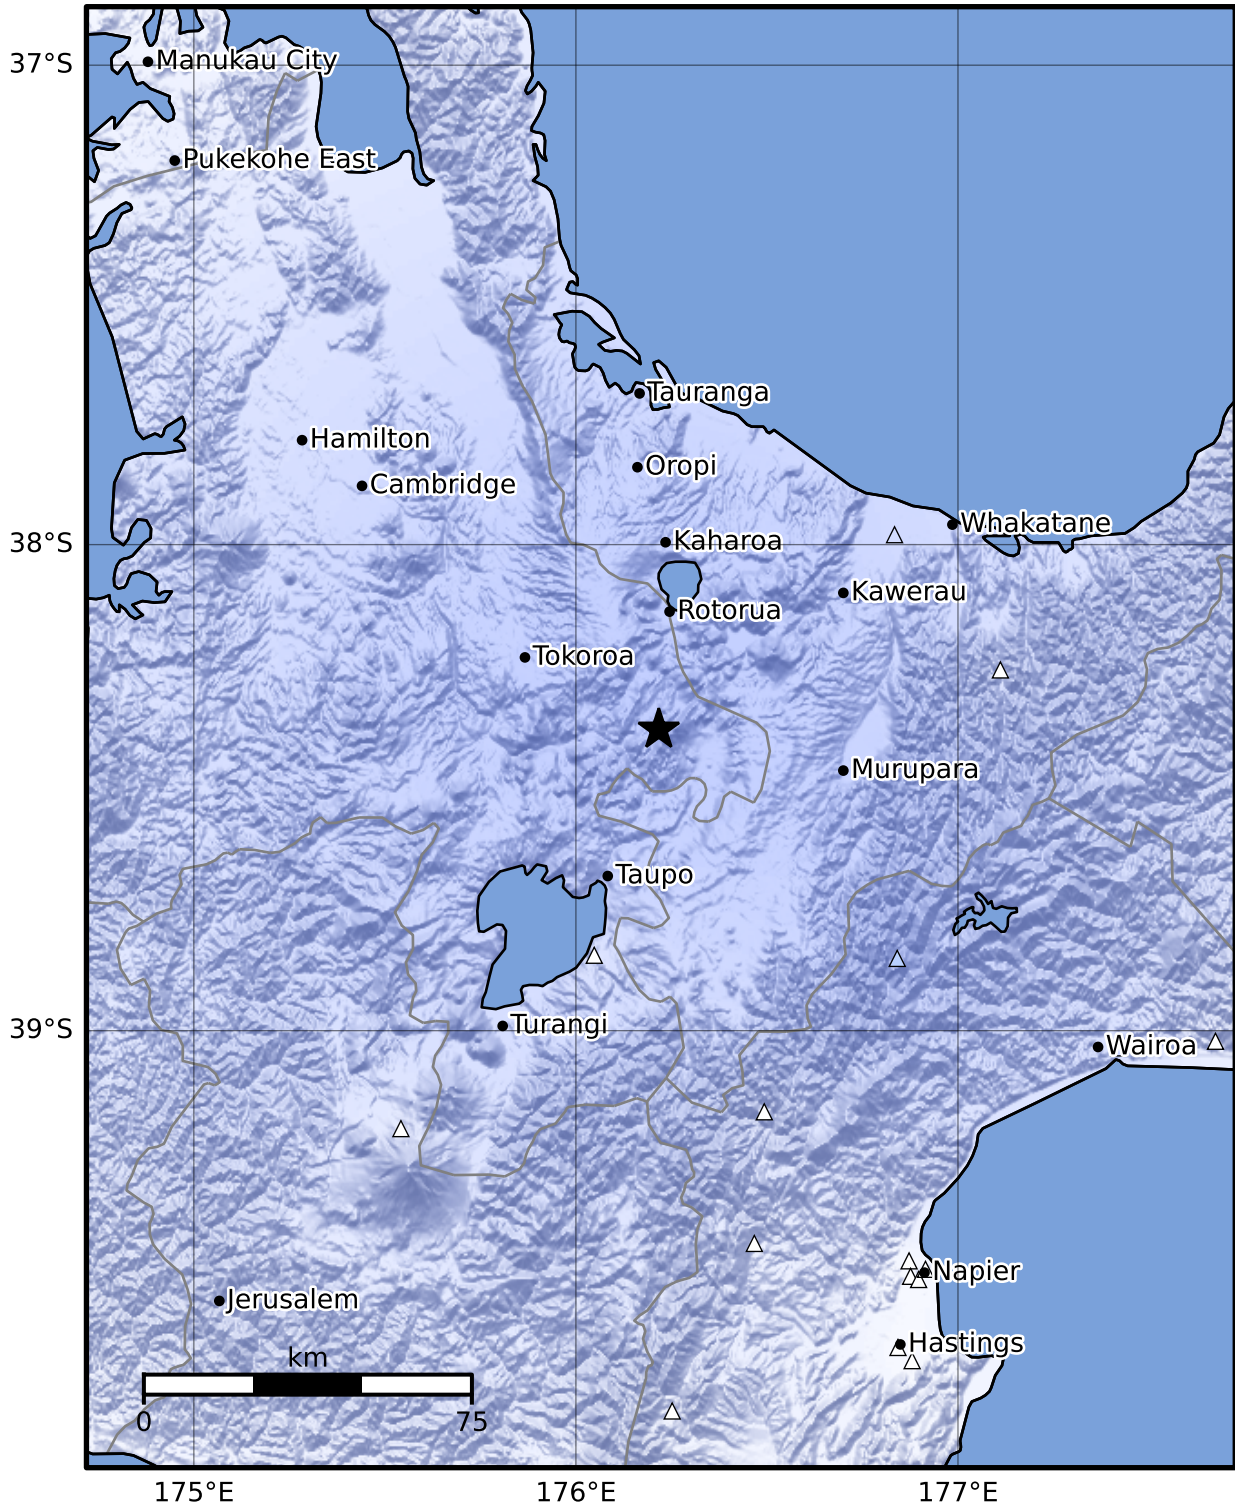 37°S
Manukau City
Pukekohe East
Tauranga
Hamilton
Oropi
Cambridge
Whakatane
38°S
Kaharoa
Kawerau
Rotorua
Tokoroa
Murupara
Taupo
39°S
Turangi
Wairoa
Napier
Jerusalem
Hastings
km
0
75
175°E
176°E
177°E